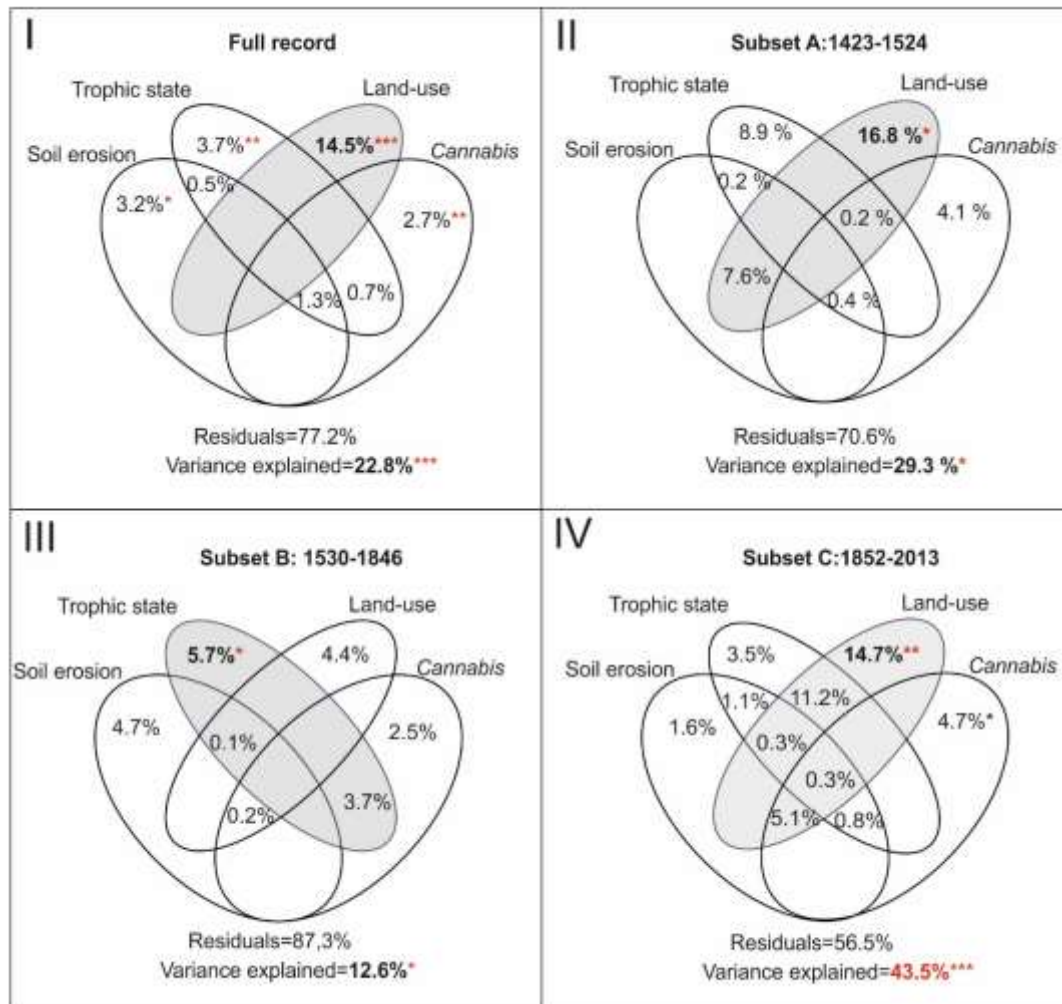 I
Full record
Trophic state
Land-use
3.7%**
14.5%***
Soil erosion
Cannabis
0.5%
3.2%*
2.7%**
1.3%
0.7%
Residuals=77.2%
Variance explained=22.8%***
II
Subset A:1423-1524
Trophic state
Land-use
8.9 %
16.8 %*
Soil erosion
Cannabis
0.2 %
0.2 %
4.1 %
7.6%
0.4 %
Residuals=70.6%
Variance explained=29.3 %*
III
Subset B: 1530-1846
Trophic state
Land-use
5.7%*
4.4%
Soil erosion
Cannabis
4.7%
0.1%
2.5%
0.2%
3.7%
Residuals=87,3%
Variance explained=12.6%*
IV
Subset C:1852-2013
Trophic state
Land-use
3.5%
14.7%**
Soil erosion
Cannabis
1.1%
11.2%
1.6%
4.7%*
0.3%
0.3%
5.1%
0.8%
Residuals=56.5%
Variance explained=43.5%***